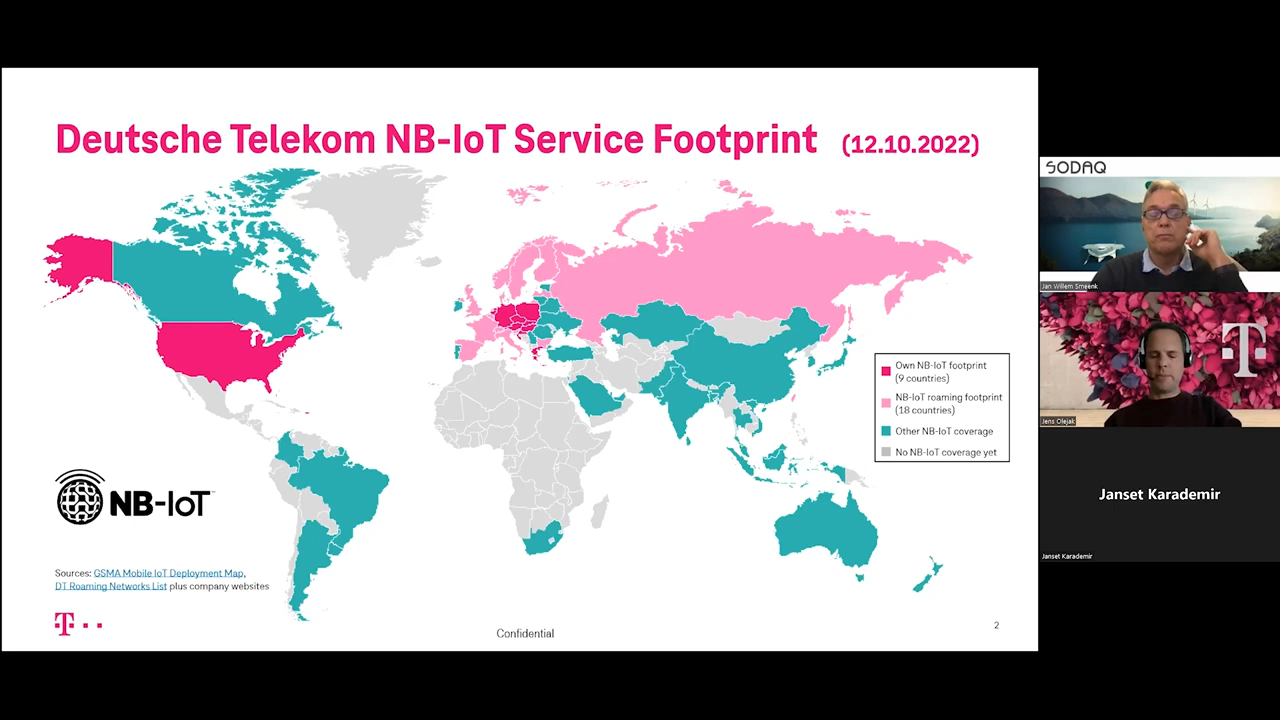 Deutsche Telekom NB-IoT Service Footprint (12.10.2022)
Own NB-IoT footprint
(9 countries)
NB-IoT roaming footprint
(18 countries)
Other NB-IoT coverage
No NB-IoT coverage yet
NB-IoT™
Sources: GSMA Mobile IoT Deployment Map,
DT Roaming Networks List plus company websites
T
Confidential
2
SODAQ
Jan Willem Smeenk
T
Jens Olejak
Janset Karademir
Janset Karademir